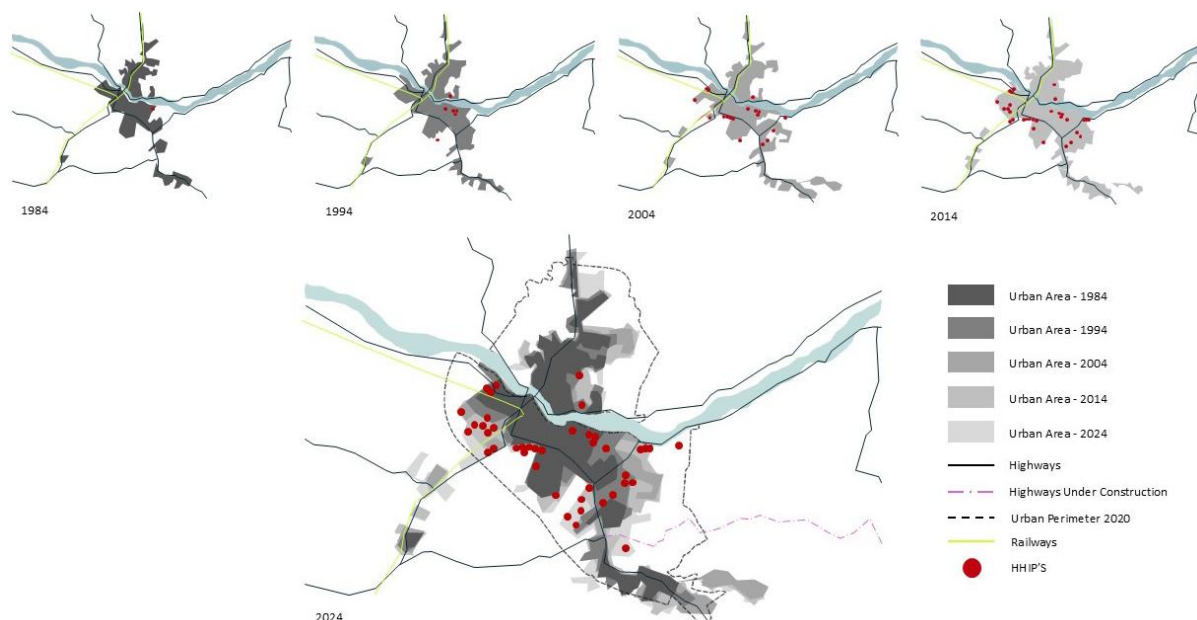 1984
1994
2004
2014
Urban Area - 1984
Urban Area - 1994
Urban Area - 2004
Urban Area - 2014
Urban Area - 2024
Highways
Highways Under Construction
Urban Perimeter 2020
Railways
HHIP'S
2024